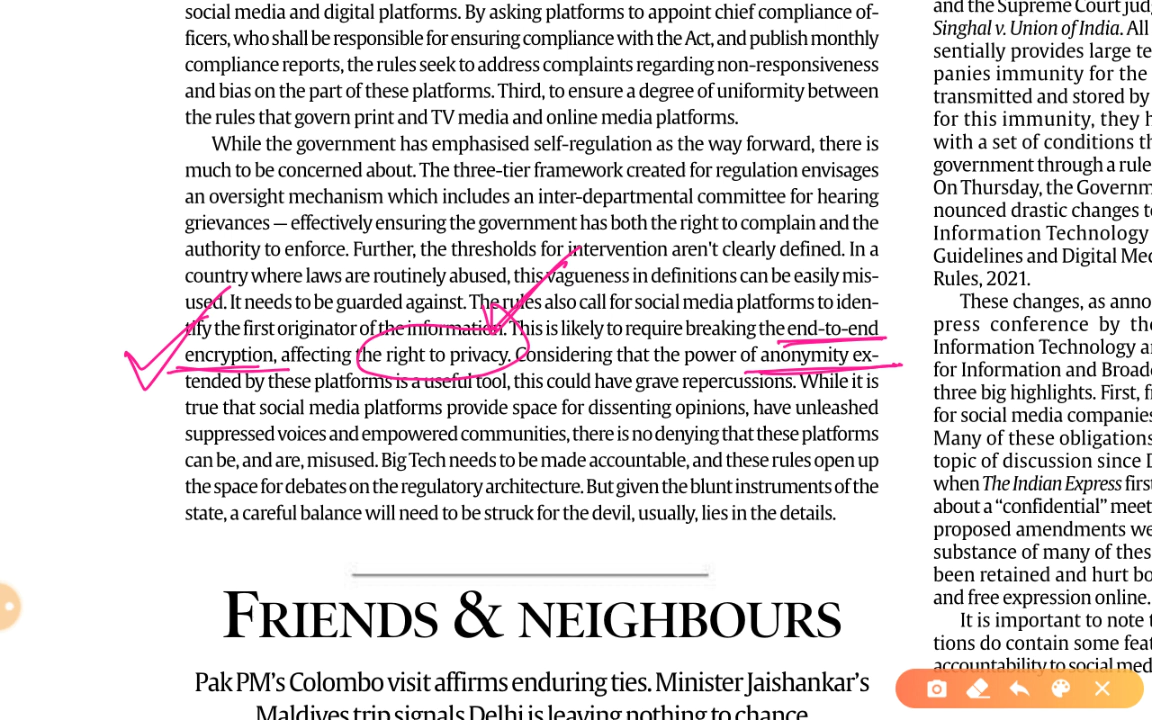 social media and digital platforms. By asking platforms to appoint chief compliance of-
ficers, who shall be responsible for ensuring compliance with the Act, and publish monthly
compliance reports, the rules seek to address complaints regarding non-responsiveness
and bias on the part of these platforms. Third, to ensure a degree of uniformity between
the rules that govern print and TV media and online media platforms.
While the government has emphasised self-regulation as the way forward, there is
much to be concerned about. The three-tier framework created for regulation envisages
an oversight mechanism which includes an inter-departmental committee for hearing
grievances — effectively ensuring the government has both the right to complain and the
authority to enforce. Further, the thresholds for intervention aren't clearly defined. In a
country where laws are routinely abused, this vagueness in definitions can be easily mis-
used. It needs to be guarded against. The rules also call for social media platforms to iden-
tify the first originator of the information. This is likely to require breaking the end-to-end
encryption, affecting the right to privacy. Considering that the power of anonymity ex-
tended by these platforms is a useful tool, this could have grave repercussions. While it is
true that social media platforms provide space for dissenting opinions, have unleashed
suppressed voices and empowered communities, there is no denying that these platforms
can be, and are, misused. Big Tech needs to be made accountable, and these rules open up
the space for debates on the regulatory architecture. But given the blunt instruments of the
state, a careful balance will need to be struck for the devil, usually, lies in the details.
FRIENDS & NEIGHBOURS
Pak PM's Colombo visit affirms enduring ties. Minister Jaishankar's
Maldives trip signals Delhi is leaving nothing to chance
and the Supreme Court judg
Singhal v. Union of India. All
sentially provides large te
panies immunity for the
transmitted and stored by
for this immunity, they h
with a set of conditions th
government through a rule
On Thursday, the Governm
nounced drastic changes to
Information Technology
Guidelines and Digital Med
Rules, 2021.
These changes, as anno
press conference by the
Information Technology an
for Information and Broadc
three big highlights. First, fr
for social media companies
Many of these obligations
topic of discussion since D
when The Indian Express first
about a "confidential" meet
proposed amendments we
substance of many of thes
been retained and hurt bo
and free expression online.
It is important to note t
tions do contain some feat
accountability to social med